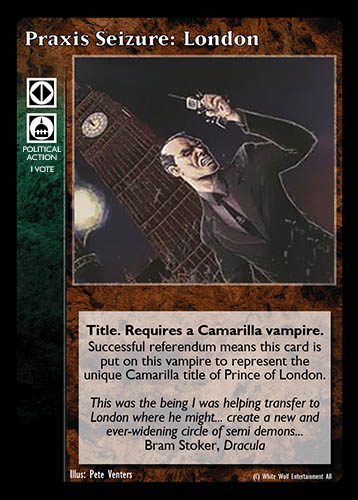 Praxis Seizure: London
POLITICAL
ACTION
1 VOTE
Title. Requires a Camarilla vampire.
Successful referendum means this card is
put on this vampire to represent the
unique Camarilla title of Prince of London.
This was the being I was helping transfer to
London where he might... create a new and
ever-widening circle of semi demons...
Bram Stoker, Dracula
Illus: Pete Venters
(C) White Wolf Entertainment AB